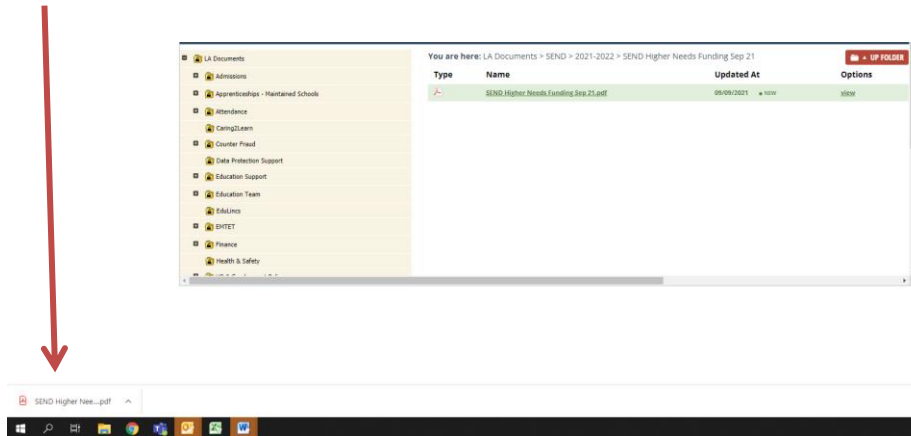 LA Documents
Admissions
Apprenticeships - Maintained Schools
Attendance
Caring2Learn
Counter Fraud
Data Protection Support
Education Support
Education Team
EduLincs
EMTET
Finance
Health & Safety
You are here: LA Documents > SEND > 2021-2022 > SEND Higher Needs Funding Sep 21
UP FOLDER
Type Name Updated At Options
SEND Higher Needs Funding Sep 21.pdf 09/09/2021 NEW view
SEND Higher Nee....pdf